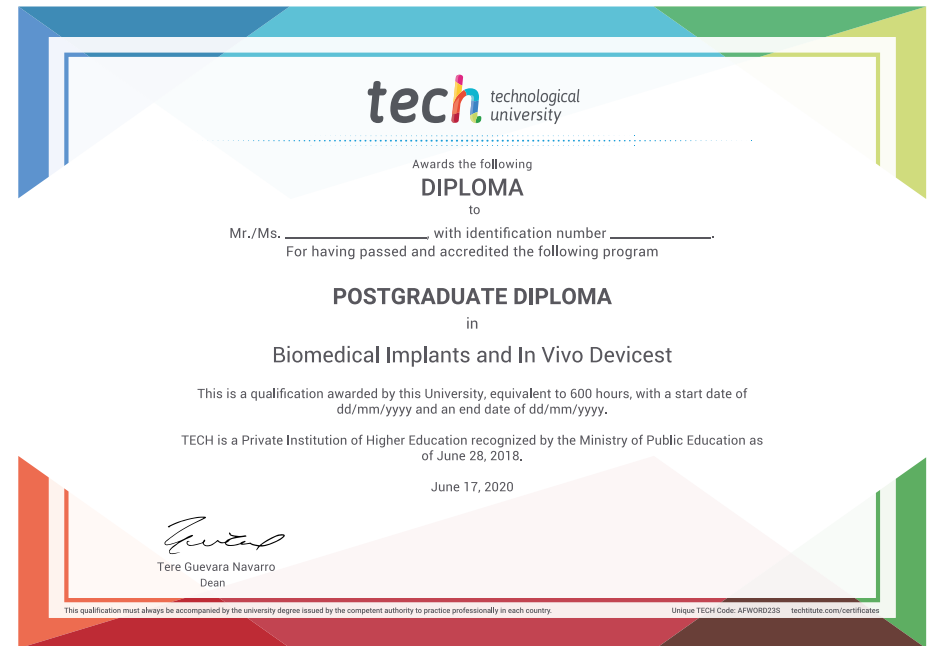 tech technological
university
Awards the following
DIPLOMA
to
Mr./Ms. ____________________, with identification number ______________.
For having passed and accredited the following program
POSTGRADUATE DIPLOMA
in
Biomedical Implants and In Vivo Devicest
This is a qualification awarded by this University, equivalent to 600 hours, with a start date of
dd/mm/yyyy and an end date of dd/mm/yyyy.
TECH is a Private Institution of Higher Education recognized by the Ministry of Public Education as
of June 28, 2018.
June 17, 2020
Tere Guevara Navarro
Dean
This qualification must always be accompanied by the university degree issued by the competent authority to practice professionally in each country. Unique TECH Code: AFWORD23S techtitute.com/certificates